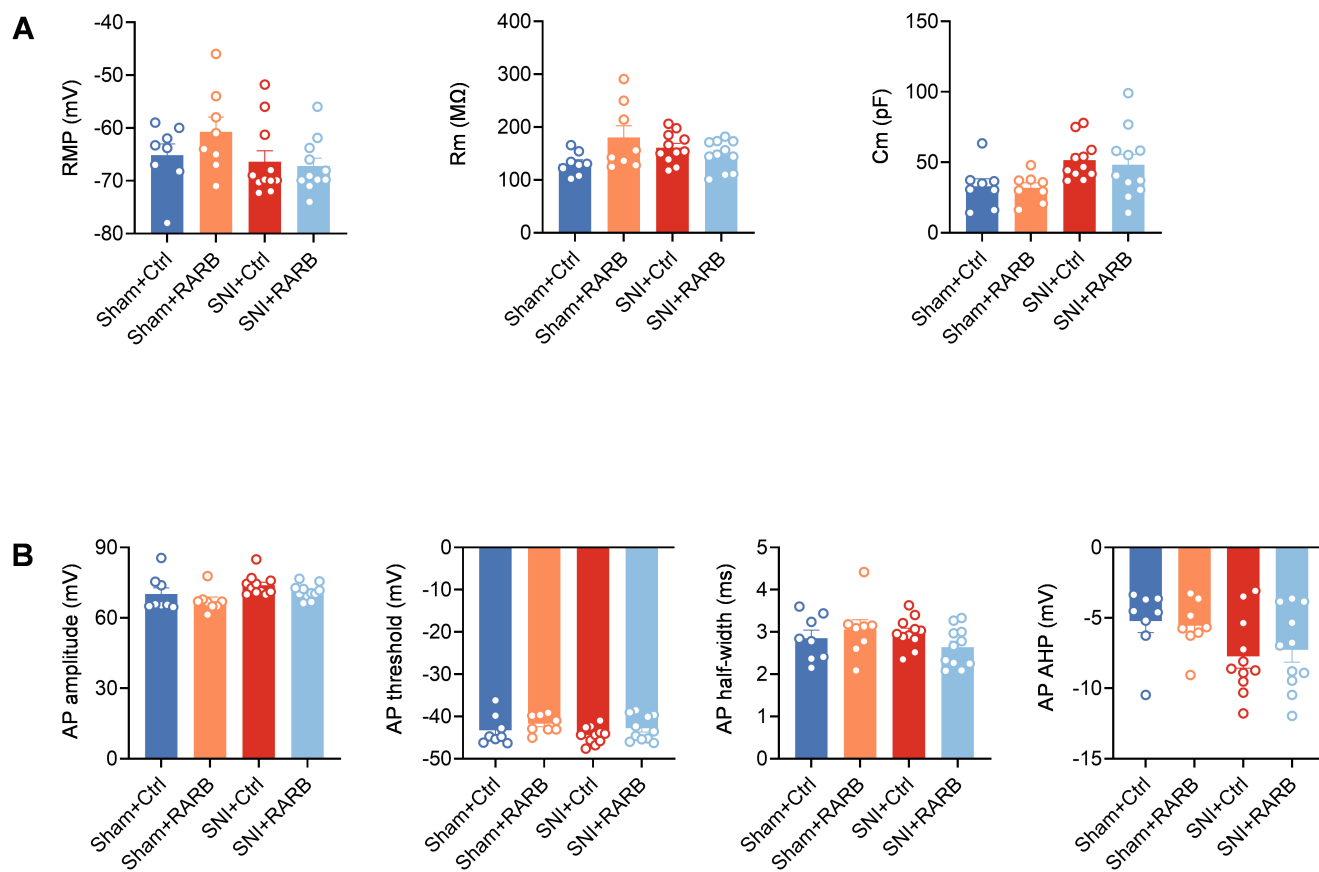 A
RMP (mV)
-40
-50
-60
-70
-80
Sham+Ctrl
Sham+RARB
SNI+Ctrl
SNI+RARB
Rm (MΩ)
400
300
200
100
0
Sham+Ctrl
Sham+RARB
SNI+Ctrl
SNI+RARB
Cm (pF)
150
100
50
0
Sham+Ctrl
Sham+RARB
SNI+Ctrl
SNI+RARB
B
AP amplitude (mV)
90
60
30
0
Sham+Ctrl
Sham+RARB
SNI+Ctrl
SNI+RARB
AP threshold (mV)
0
-10
-20
-30
-40
-50
Sham+Ctrl
Sham+RARB
SNI+Ctrl
SNI+RARB
AP half-width (ms)
5
4
3
2
1
0
Sham+Ctrl
Sham+RARB
SNI+Ctrl
SNI+RARB
AP AHP (mV)
0
-5
-10
-15
Sham+Ctrl
Sham+RARB
SNI+Ctrl
SNI+RARB